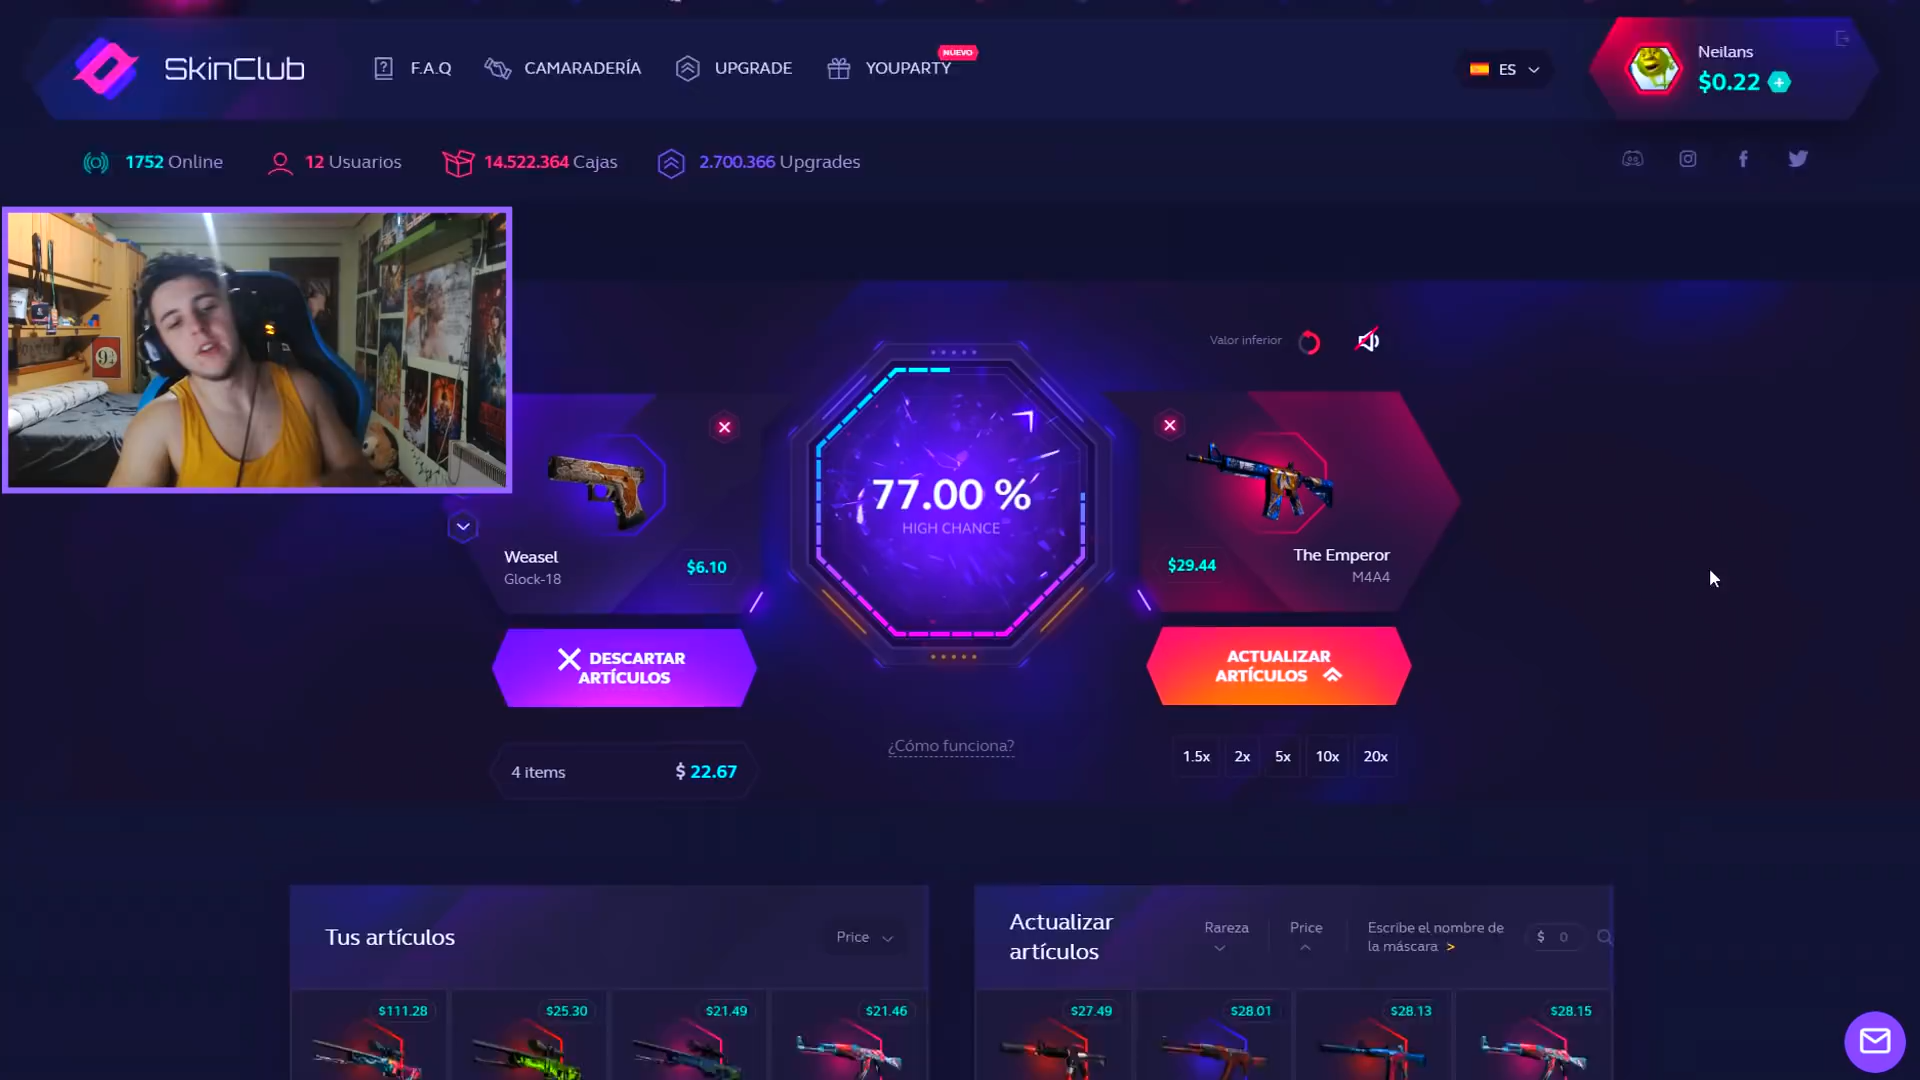 SkinClub
F.A.Q
CAMARADERÍA
UPGRADE
YOUPARTY
NUEVO
ES
Neilans
$0.22
1752 Online
12 Usuarios
14.522.364 Cajas
2.700.366 Upgrades
9¾
Valor inferior
77.00 %
HIGH CHANCE
Weasel
Glock-18
$6.10
$29.44
The Emperor
M4A4
DESCARTAR
ARTÍCULOS
ACTUALIZAR
ARTÍCULOS
4 items
$ 22.67
¿Cómo funciona?
1.5x
2x
5x
10x
20x
Tus artículos
Price
Actualizar
artículos
Rareza
Price
Escribe el nombre de
la máscara >
$ 0
$111.28
$25.30
$21.49
$21.46
$27.49
$28.01
$28.13
$28.15